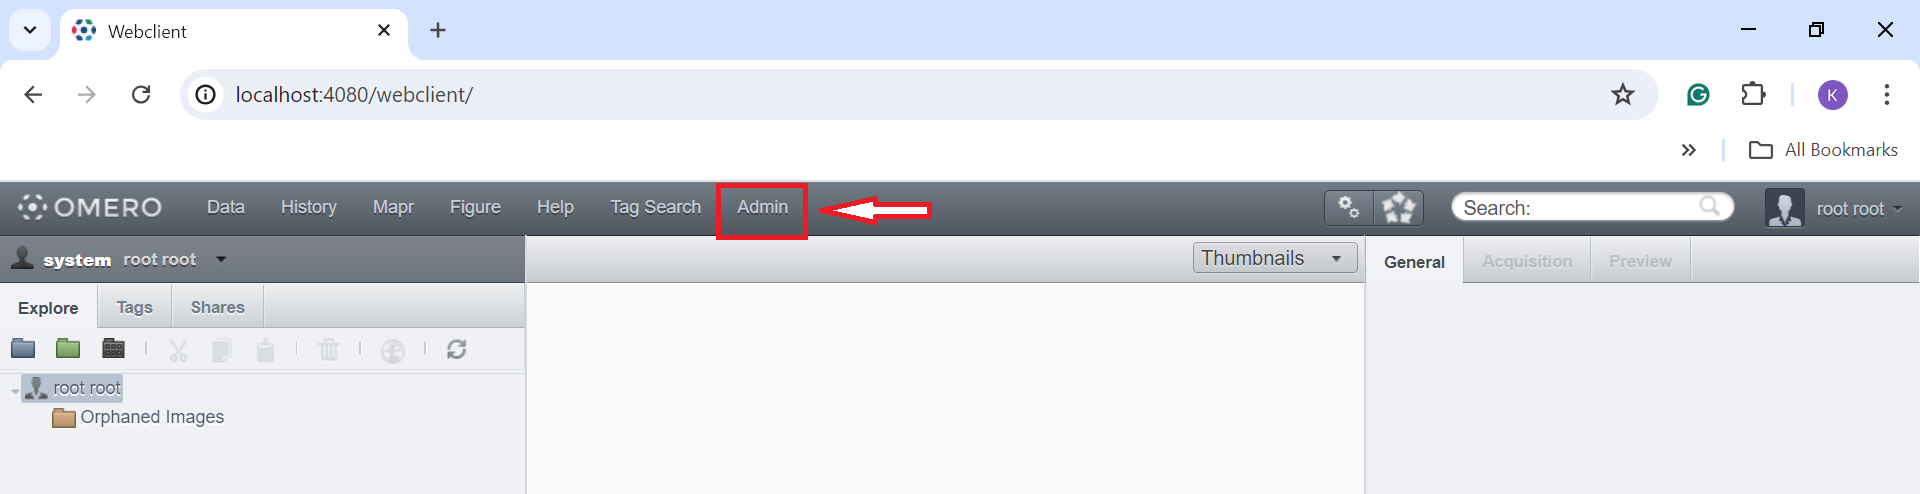 Webclient
localhost:4080/webclient/
G
K
All Bookmarks
OMERO Data History Mapr Figure Help Tag Search Admin Search: root root
system root root
Thumbnails
General Acquisition Preview
Explore Tags Shares
root root
Orphaned Images